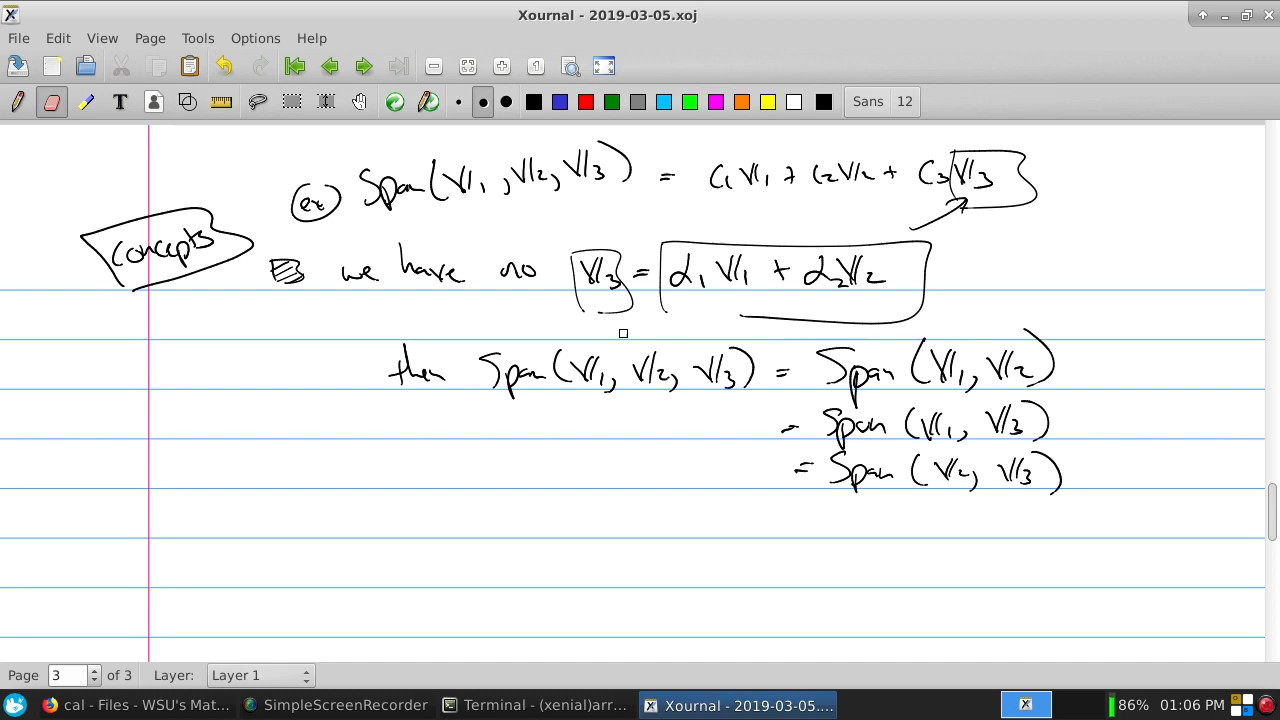 Xournal - 2019-03-05.xoj
File Edit View Page Tools Options Help
Sans 12
ex Span(V1, V2, V3) = C1V1 + C2V2 + C3V3
concepts
we have no V3 = α1V1 + α2V2
then Span(V1, V2, V3) = Span(V1, V2)
= Span(V1, V3)
= Span(V2, V3)
Page 3 of 3 Layer: Layer 1
cal - Files - WSU's Mat... SimpleScreenRecorder Terminal - (xenial)arr... Xournal - 2019-03-05.... 86% 01:06 PM